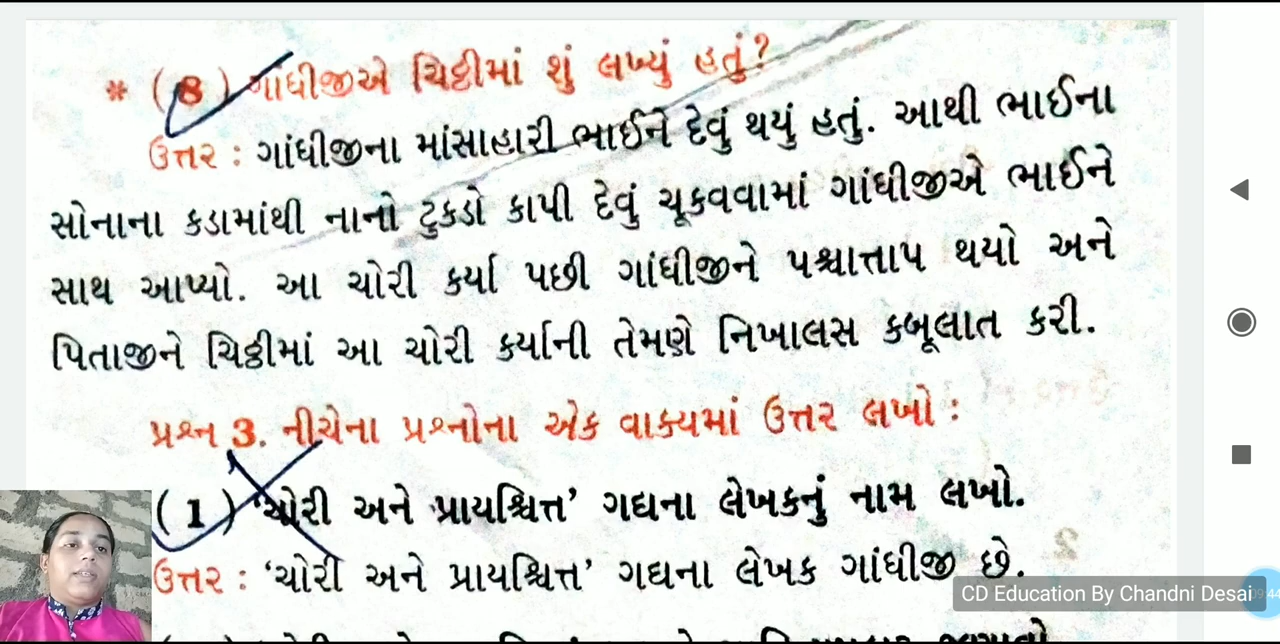 * (8) ગાંધીજીએ ચિઠ્ઠીમાં શું લખ્યું હતું?
ઉત્તર : ગાંધીજીના માંસાહારી ભાઈને દેવું થયું હતું. આથી ભાઈના
સોનાના કડામાંથી નાનો ટુકડો કાપી દેવું ચૂકવવામાં ગાંધીજીએ ભાઈને
સાથ આપ્યો. આ ચોરી કર્યા પછી ગાંધીજીને પશ્ચાત્તાપ થયો અને
પિતાજીને ચિઠ્ઠીમાં આ ચોરી કર્યાની તેમણે નિખાલસ કબૂલાત કરી.
પ્રશ્ન 3. નીચેના પ્રશ્નોના એક વાક્યમાં ઉત્તર લખો :
(1) ‘ચોરી અને પ્રાયશ્ચિત્ત’ ગદ્યના લેખકનું નામ લખો.
ઉત્તર : ‘ચોરી અને પ્રાયશ્ચિત્ત’ ગદ્યના લેખક ગાંધીજી છે.
CD Education By Chandni Desai